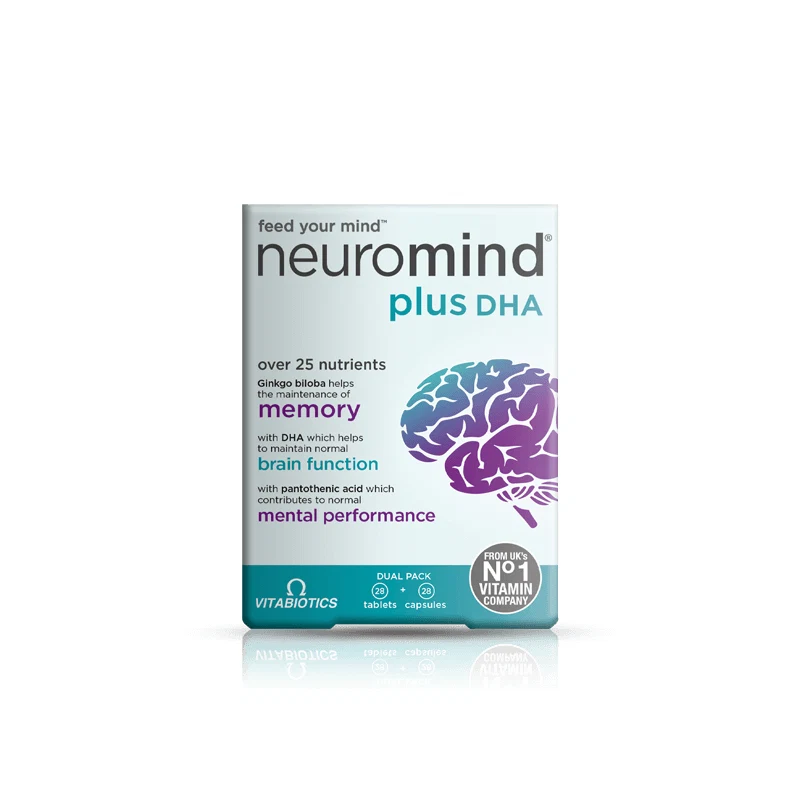 feed your mind™
neuromind®
plus DHA
over 25 nutrients
Ginkgo biloba helps
the maintenance of
memory
with DHA which helps
to maintain normal
brain function
with pantothenic acid which
contributes to normal
mental performance
VITABIOTICS
DUAL PACK
28 + 28
tablets capsules
FROM UK's
Nº1
VITAMIN
COMPANY